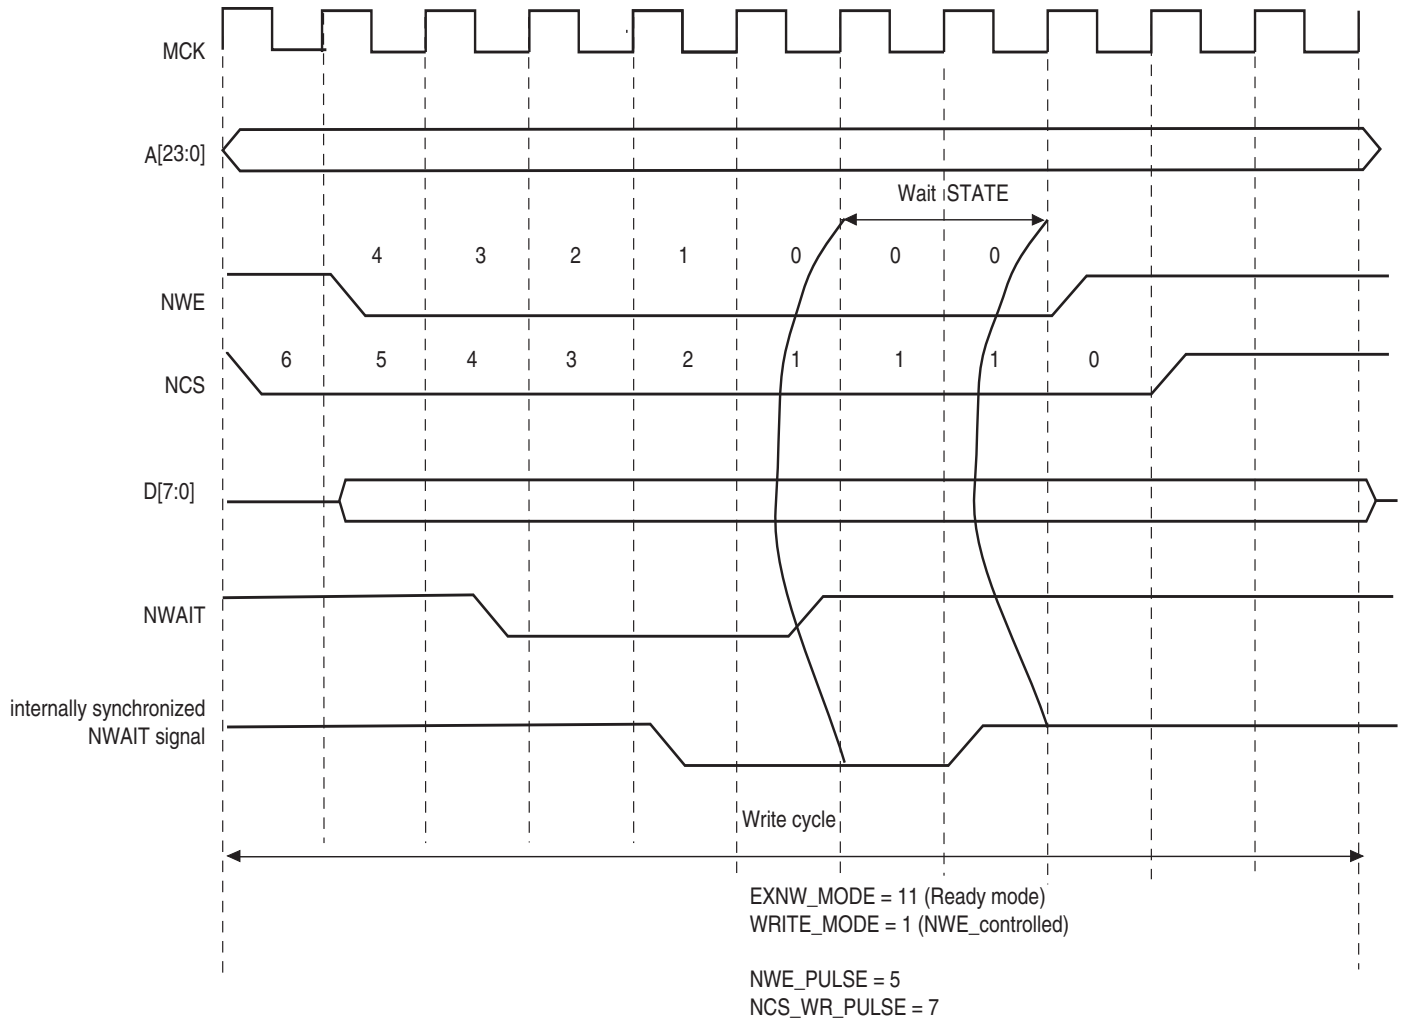 MCK
A[23:0]
Wait STATE
4 3 2 1 0 0 0
NWE
6 5 4 3 2 1 1 1 0
NCS
D[7:0]
NWAIT
internally synchronized
NWAIT signal
Write cycle
EXNW_MODE = 11 (Ready mode)
WRITE_MODE = 1 (NWE_controlled)
NWE_PULSE = 5
NCS_WR_PULSE = 7